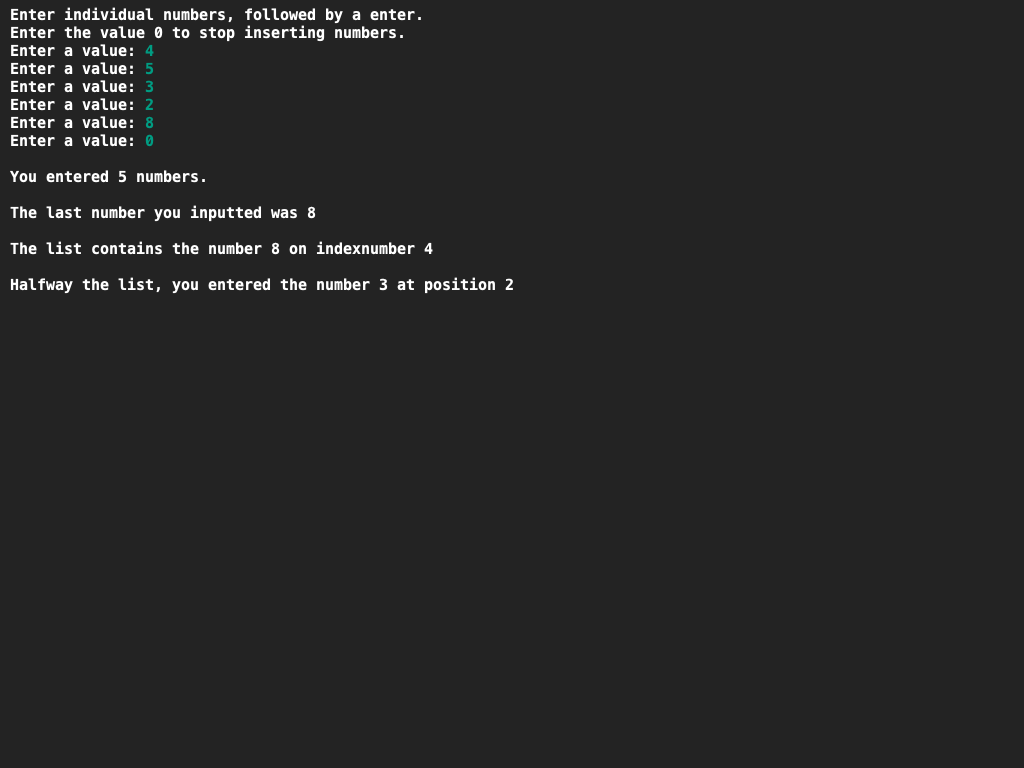 Enter individual numbers, followed by a enter.
Enter the value 0 to stop inserting numbers.
Enter a value: 4
Enter a value: 5
Enter a value: 3
Enter a value: 2
Enter a value: 8
Enter a value: 0
You entered 5 numbers.
The last number you inputted was 8
The list contains the number 8 on indexnumber 4
Halfway the list, you entered the number 3 at position 2